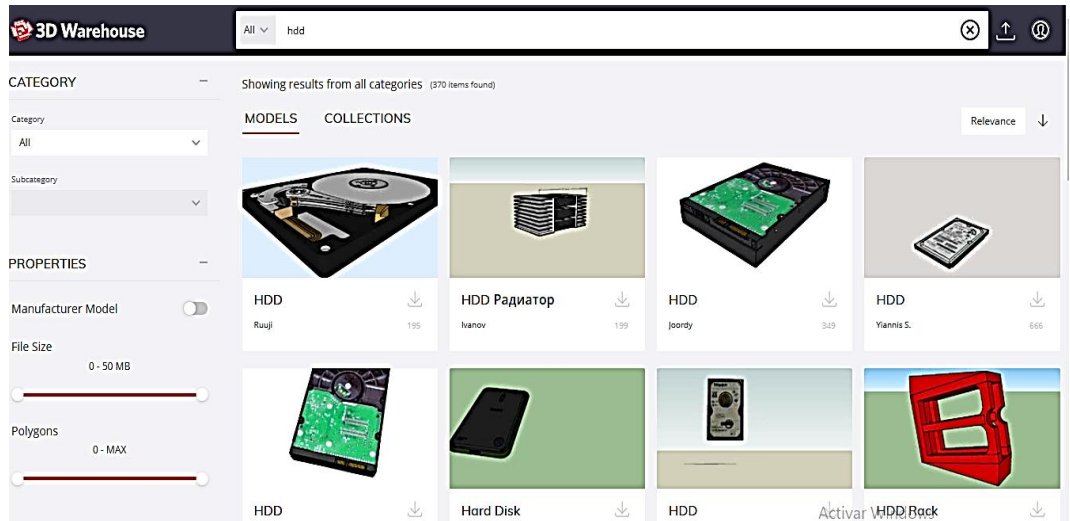 3D Warehouse
All
hdd
CATEGORY
Category
All
Subcategory
PROPERTIES
Manufacturer Model
File Size
0 - 50 MB
Polygons
0 - MAX
Showing results from all categories (370 items found)
MODELS COLLECTIONS
Relevance
HDD
Ruuji 195
HDD Радиатор
Ivanov 199
HDD
Joordy 349
HDD
Yiannis S. 666
HDD
Hard Disk
HDD
HDD Rack
Activar Windows